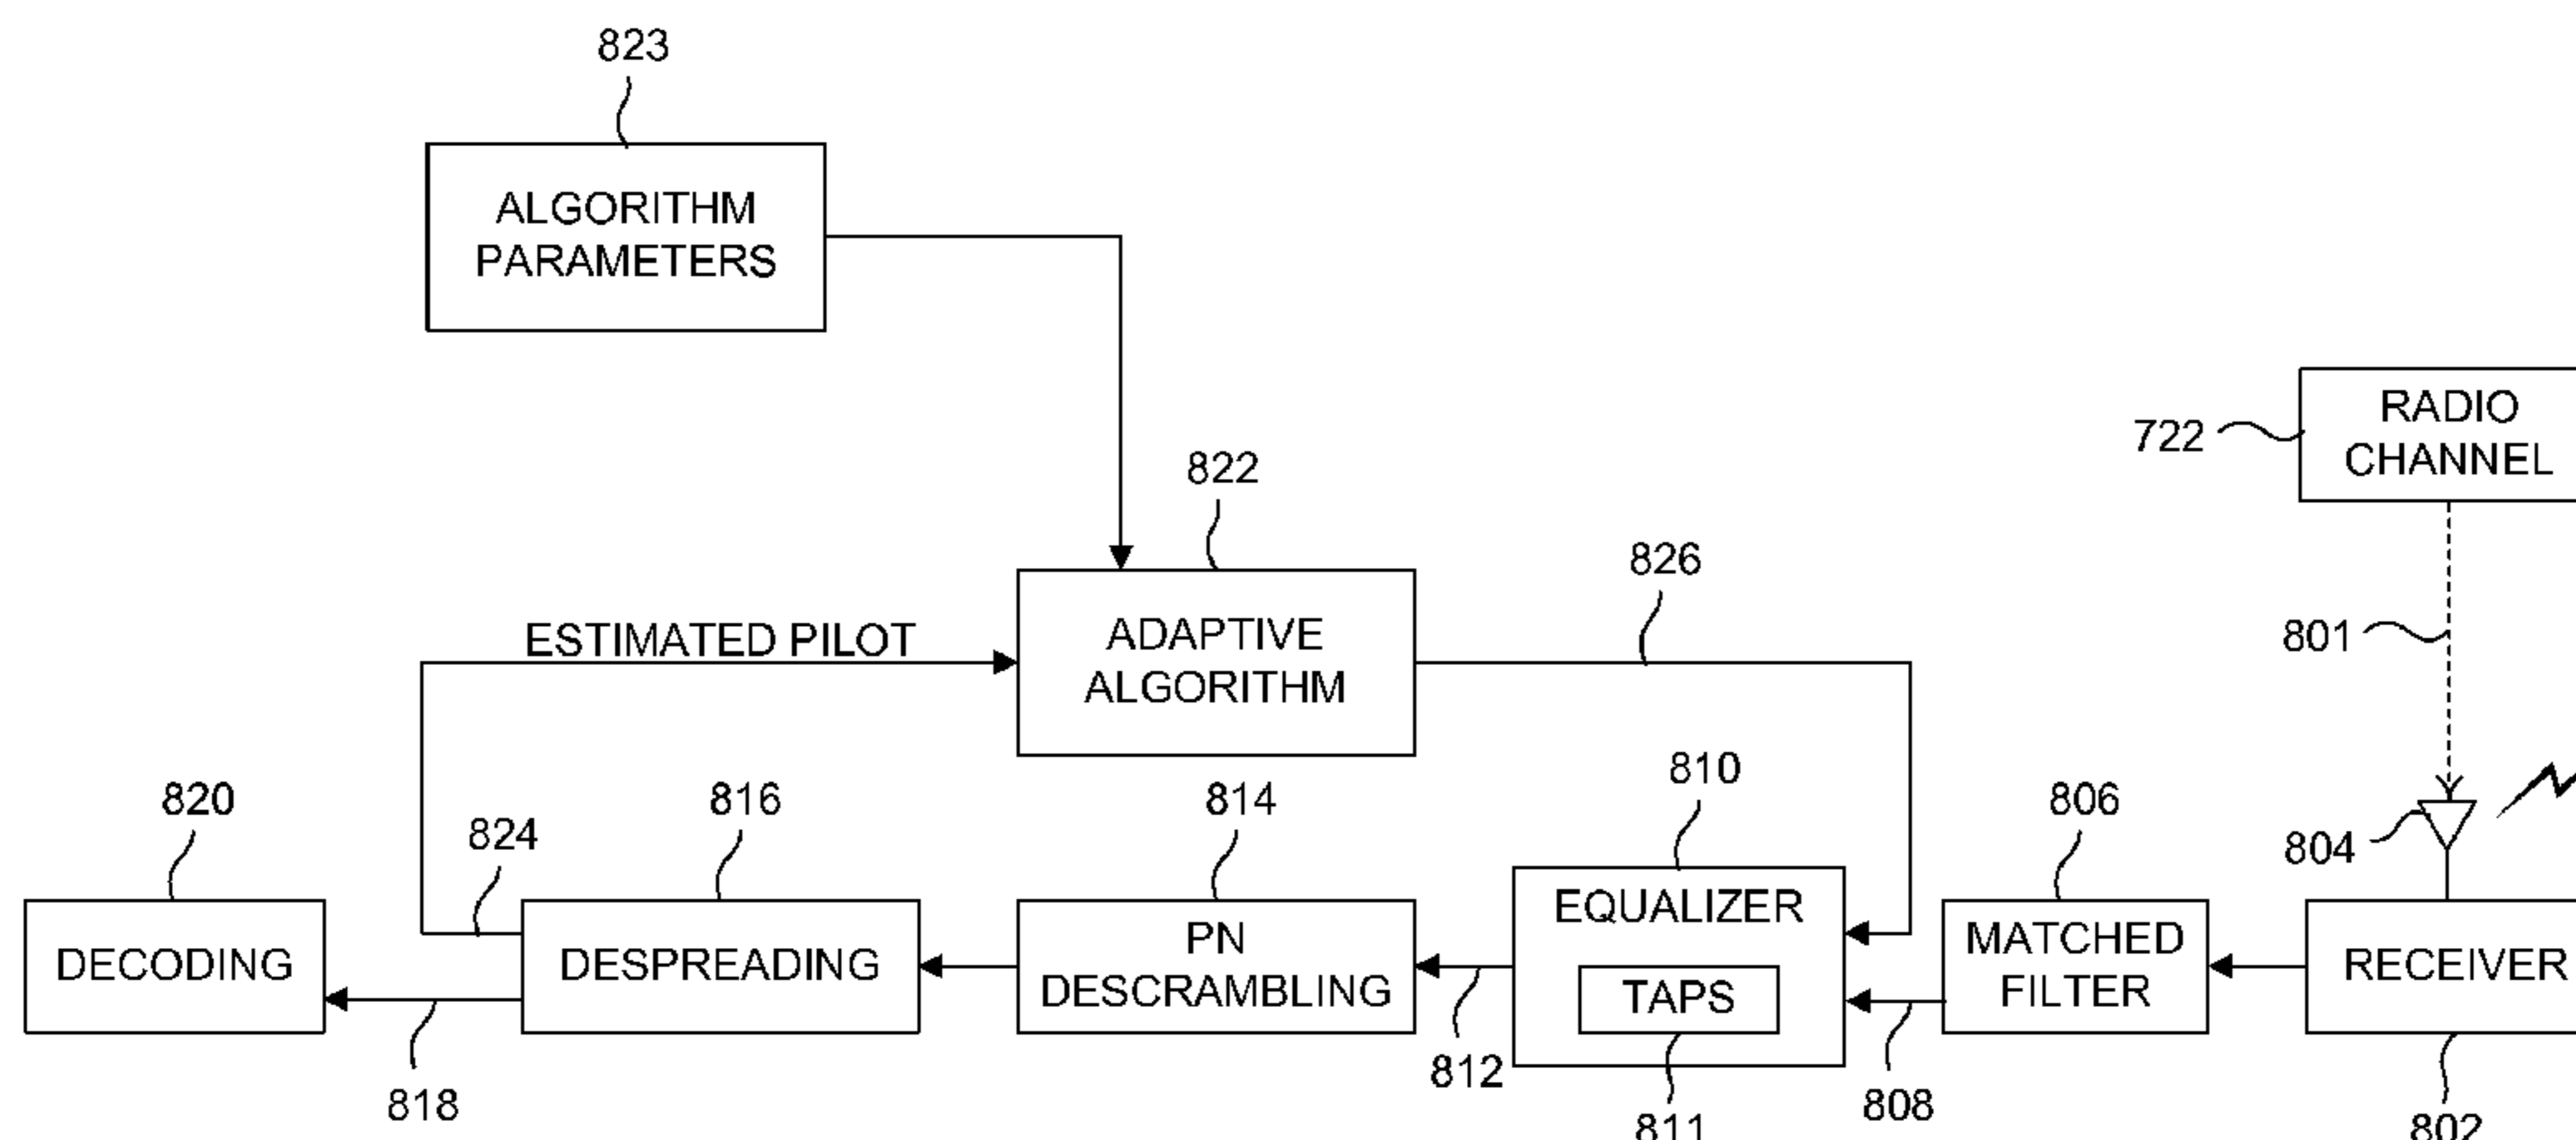 823
ALGORITHM
PARAMETERS
RADIO
CHANNEL
722
822
826
ESTIMATED PILOT
ADAPTIVE
ALGORITHM
801
810
820
816
814
806
824
804
DECODING
DESPREADING
PN
DESCRAMBLING
EQUALIZER
TAPS
MATCHED
FILTER
RECEIVER
812
818
811
808
802